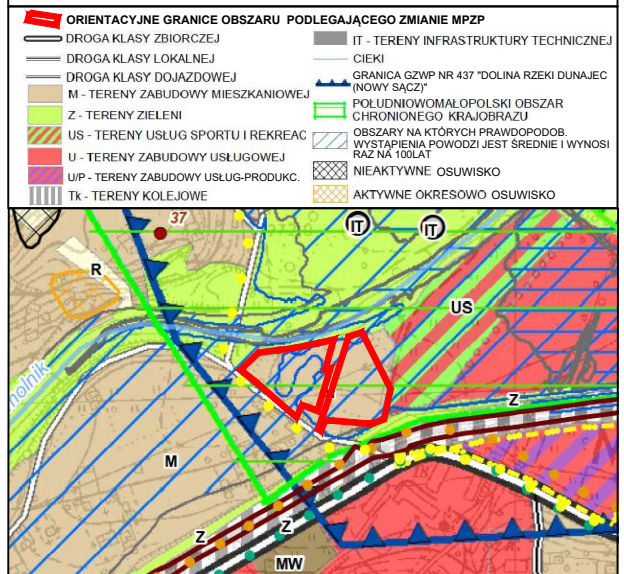 ORIENTACYJNE GRANICE OBSZARU PODLEGAJĄCEGO ZMIANIE MPZP
DROGA KLASY ZBIORCZEJ
DROGA KLASY LOKALNEJ
DROGA KLASY DOJAZDOWEJ
M - TERENY ZABUDOWY MIESZKANIOWEJ
Z - TERENY ZIELENI
US - TERENY USŁUG SPORTU I REKREAC
U - TERENY ZABUDOWY USŁUGOWEJ
U/P - TERENY ZABUDOWY USŁUG-PRODUKC.
Tk - TERENY KOLEJOWE
IT - TERENY INFRASTRUKTURY TECHNICZNEJ
CIEKI
GRANICA GZWP NR 437 "DOLINA RZEKI DUNAJEC
(NOWY SĄCZ)"
POŁUDNIOWOMAŁOPOLSKI OBSZAR
CHRONIONEGO KRAJOBRAZU
OBSZARY NA KTÓRYCH PRAWDOPODOB.
WYSTĄPIENIA POWODZI JEST ŚREDNIE I WYNOSI
RAZ NA 100LAT
NIEAKTYWNE OSUWISKO
AKTYWNE OKRESOWO OSUWISKO
37
IT
IT
R
US
molnik
Z
M
Z
Z
MW